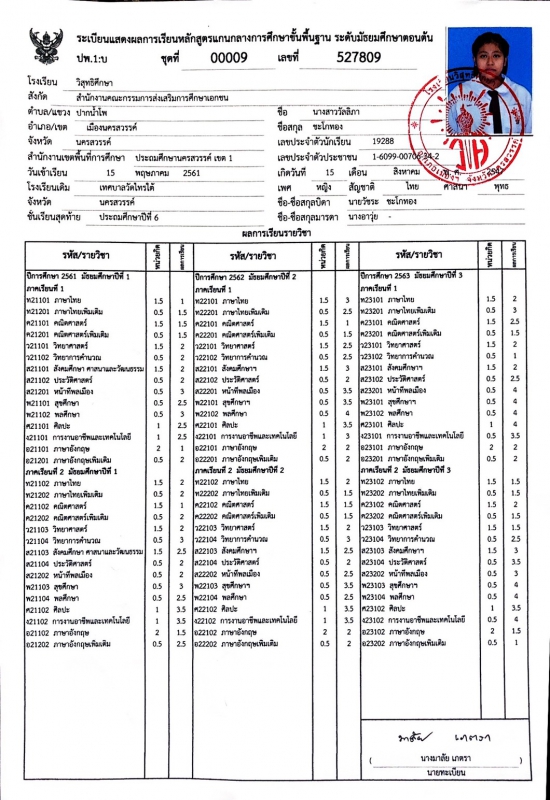 ระเบียนแสดงผลการเรียนหลักสูตรแกนกลางการศึกษาขั้นพื้นฐาน ระดับมัธยมศึกษาตอนต้น
ปพ.1:บ ชุดที่ 00009 เลขที่ 527809
โรงเรียน วิสุทธิศึกษา
สังกัด สำนักงานคณะกรรมการส่งเสริมการศึกษาเอกชน
ตำบล/แขวง ปากน้ำโพ ชื่อ นางสาววัลลิภา
อำเภอ/เขต เมืองนครสวรรค์ ชื่อสกุล ชะโกทอง
จังหวัด นครสวรรค์ เลขประจำตัวนักเรียน 19288
สำนักงานเขตพื้นที่การศึกษา ประถมศึกษานครสวรรค์ เขต 1 เลขประจำตัวประชาชน
วันเข้าเรียน 15 พฤษภาคม 2561 เกิดวันที่ 15 เดือน สิงหาคม
โรงเรียนเดิม เทศบาลวัดไทรใต้ เพศ หญิง สัญชาติ ไทย ศาสนา พุทธ
จังหวัด นครสวรรค์ ชื่อ-ชื่อสกุลบิดา นายวัชระ ชะโกทอง
ชั้นเรียนสุดท้าย ประถมศึกษาปีที่ 6 ชื่อ-ชื่อสกุลมารดา นางอาวุ่ย -
ผลการเรียนรายวิชา
รหัส/รายวิชา หน่วยกิต ผลการเรียน รหัส/รายวิชา หน่วยกิต ผลการเรียน รหัส/รายวิชา หน่วยกิต ผลการเรียน
ปีการศึกษา 2561 มัธยมศึกษาปีที่ 1
ภาคเรียนที่ 1
ท21101 ภาษาไทย 1.5 1
ท21201 ภาษาไทยเพิ่มเติม 0.5 1.5
ค21101 คณิตศาสตร์ 1.5 1.5
ค21201 คณิตศาสตร์เพิ่มเติม 0.5 1.5
ว21101 วิทยาศาสตร์ 1.5 2
ว21102 วิทยาการคำนวณ 0.5 2
ส21101 สังคมศึกษา ศาสนาและวัฒนธรรม 1.5 2
ส21102 ประวัติศาสตร์ 0.5 2
ส21201 หน้าที่พลเมือง 0.5 3
พ21101 สุขศึกษา 0.5 2.5
พ21102 พลศึกษา 0.5 3
ศ21101 ศิลปะ 1 2.5
ง21101 การงานอาชีพและเทคโนโลยี 1 2.5
อ21101 ภาษาอังกฤษ 2 1
อ21201 ภาษาอังกฤษเพิ่มเติม 0.5 2
ภาคเรียนที่ 2 มัธยมศึกษาปีที่ 1
ท21102 ภาษาไทย 1.5 2
ท21202 ภาษาไทยเพิ่มเติม 0.5 2
ค21102 คณิตศาสตร์ 1.5 1
ค21202 คณิตศาสตร์เพิ่มเติม 0.5 2
ว21103 วิทยาศาสตร์ 1.5 2
ว21104 วิทยาการคำนวณ 0.5 2
ส21103 สังคมศึกษา ศาสนาและวัฒนธรรม 1.5 2.5
ส21104 ประวัติศาสตร์ 0.5 2
ส21202 หน้าที่พลเมือง 0.5 2
พ21103 สุขศึกษา 0.5 3
พ21104 พลศึกษา 0.5 2.5
ศ21102 ศิลปะ 1 3.5
ง21102 การงานอาชีพและเทคโนโลยี 1 3.5
อ21102 ภาษาอังกฤษ 2 1.5
อ21202 ภาษาอังกฤษเพิ่มเติม 0.5 2.5
ปีการศึกษา 2562 มัธยมศึกษาปีที่ 2
ภาคเรียนที่ 1
ท22101 ภาษาไทย 1.5 3
ท22201 ภาษาไทยเพิ่มเติม 0.5 2.5
ค22101 คณิตศาสตร์ 1.5 1
ค22201 คณิตศาสตร์เพิ่มเติม 0.5 2
ว22101 วิทยาศาสตร์ 1.5 2.5
ว22102 วิทยาการคำนวณ 0.5 2.5
ส22101 สังคมศึกษาฯ 1.5 3
ส22102 ประวัติศาสตร์ 0.5 2
ส22201 หน้าที่พลเมือง 0.5 3.5
พ22101 สุขศึกษา 0.5 3.5
พ22102 พลศึกษา 0.5 4
ศ22101 ศิลปะ 1 3.5
ง22101 การงานอาชีพและเทคโนโลยี 1 3
อ22101 ภาษาอังกฤษ 2 2
อ22201 ภาษาอังกฤษเพิ่มเติม 0.5 2
ภาคเรียนที่ 2 มัธยมศึกษาปีที่ 2
ท22102 ภาษาไทย 1.5 2
ท22202 ภาษาไทยเพิ่มเติม 0.5 1.5
ค22102 คณิตศาสตร์ 1.5 1.5
ค22202 คณิตศาสตร์เพิ่มเติม 0.5 1.5
ว22103 วิทยาศาสตร์ 1.5 2
ว22104 วิทยาการคำนวณ 0.5 3
ส22103 สังคมศึกษาฯ 1.5 2.5
ส22104 ประวัติศาสตร์ 0.5 2
ส22202 หน้าที่พลเมือง 0.5 2.5
พ22103 สุขศึกษา 0.5 3.5
พ22104 พลศึกษา 0.5 2.5
ศ22102 ศิลปะ 1 3.5
ง22102 การงานอาชีพและเทคโนโลยี 1 3.5
อ22102 ภาษาอังกฤษ 2 2
อ22202 ภาษาอังกฤษเพิ่มเติม 0.5 2
ปีการศึกษา 2563 มัธยมศึกษาปีที่ 3
ภาคเรียนที่ 1
ท23101 ภาษาไทย 1.5 2
ท23201 ภาษาไทยเพิ่มเติม 0.5 3
ค23101 คณิตศาสตร์ 1.5 2.5
ค23201 คณิตศาสตร์เพิ่มเติม 0.5 1.5
ว23101 วิทยาศาสตร์ 1.5 2
ว23102 วิทยาการคำนวณ 0.5 1
ส23101 สังคมศึกษาฯ 1.5 2
ส23102 ประวัติศาสตร์ 0.5 2.5
ส23201 หน้าที่พลเมือง 0.5 4
พ23101 สุขศึกษา 0.5 4
พ23102 พลศึกษา 0.5 4
ศ23101 ศิลปะ 1 4
ง23101 การงานอาชีพและเทคโนโลยี 0.5 3.5
อ23101 ภาษาอังกฤษ 2 2
อ23201 ภาษาอังกฤษเพิ่มเติม 0.5 2
ภาคเรียนที่ 2 มัธยมศึกษาปีที่ 3
ท23102 ภาษาไทย 1.5 1.5
ท23202 ภาษาไทยเพิ่มเติม 0.5 1.5
ค23102 คณิตศาสตร์ 1.5 2
ค23202 คณิตศาสตร์เพิ่มเติม 0.5 1.5
ว23103 วิทยาศาสตร์ 1.5 1.5
ว23104 วิทยาการคำนวณ 0.5 2.5
ส23103 สังคมศึกษาฯ 1.5 3
ส23104 ประวัติศาสตร์ 0.5 3.5
ส23202 หน้าที่พลเมือง 0.5 3
พ23103 สุขศึกษา 0.5 4
พ23104 พลศึกษา 0.5 4
ศ23102 ศิลปะ 1 3.5
ง23102 การงานอาชีพและเทคโนโลยี 0.5 4
อ23102 ภาษาอังกฤษ 2 1.5
อ23202 ภาษาอังกฤษเพิ่มเติม 0.5 1
( นางมาลัย เภตรา )
นายทะเบียน